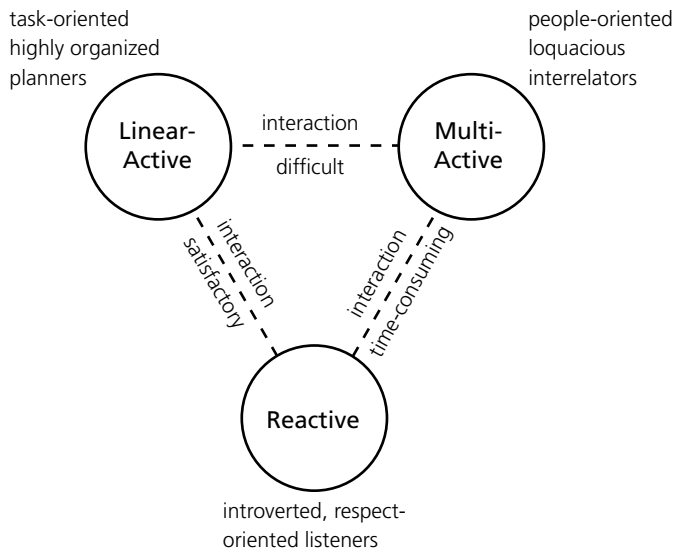 task-oriented
highly organized
planners
people-oriented
loquacious
interrelators
Linear-
Active
interaction
difficult
Multi-
Active
interaction
satisfactory
interaction
time-consuming
Reactive
introverted, respect-
oriented listeners